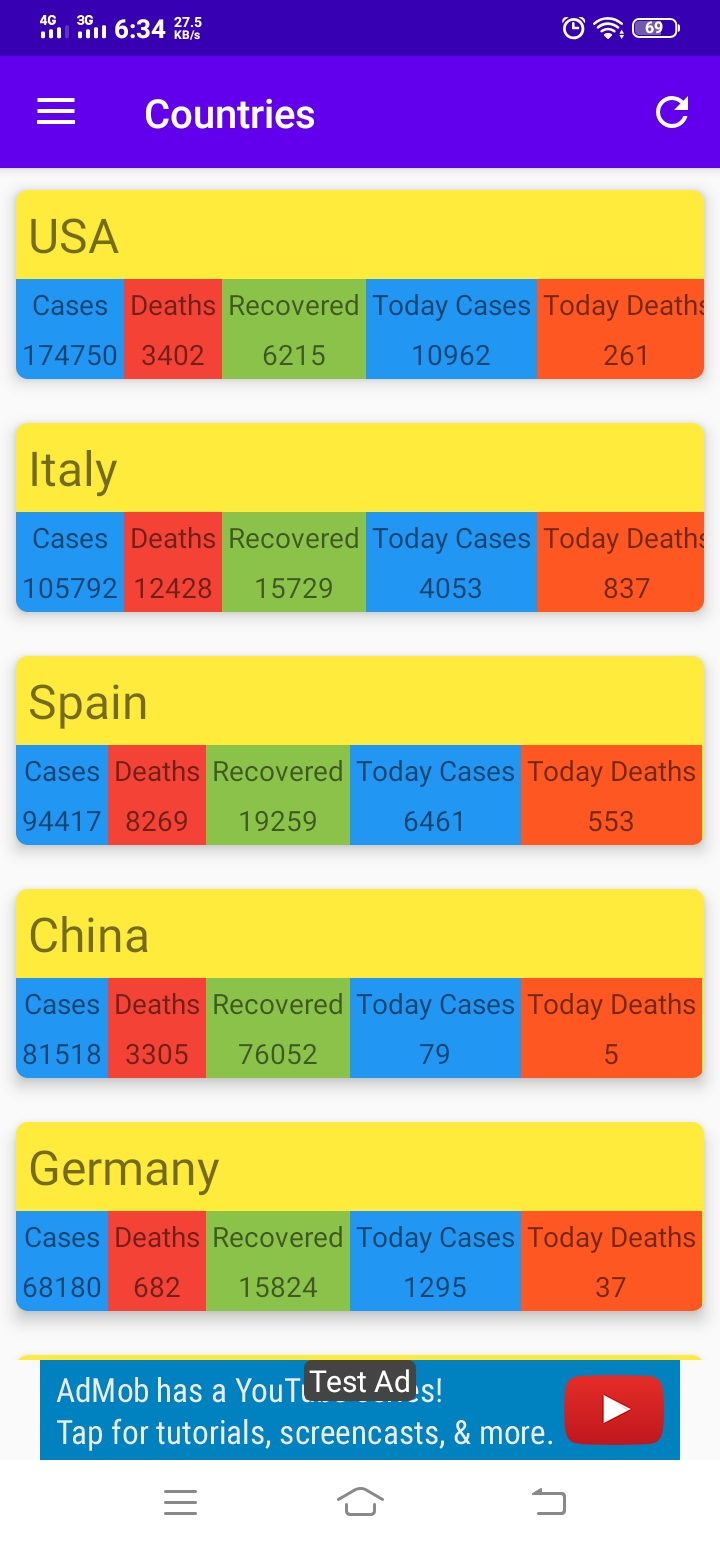 4G 3G 6:34 27.5 KB/s 69
Countries
USA
Cases Deaths Recovered Today Cases Today Deaths
174750 3402 6215 10962 261
Italy
Cases Deaths Recovered Today Cases Today Deaths
105792 12428 15729 4053 837
Spain
Cases Deaths Recovered Today Cases Today Deaths
94417 8269 19259 6461 553
China
Cases Deaths Recovered Today Cases Today Deaths
81518 3305 76052 79 5
Germany
Cases Deaths Recovered Today Cases Today Deaths
68180 682 15824 1295 37
Test Ad
AdMob has a
Tap for tutorials, screencasts, & more.